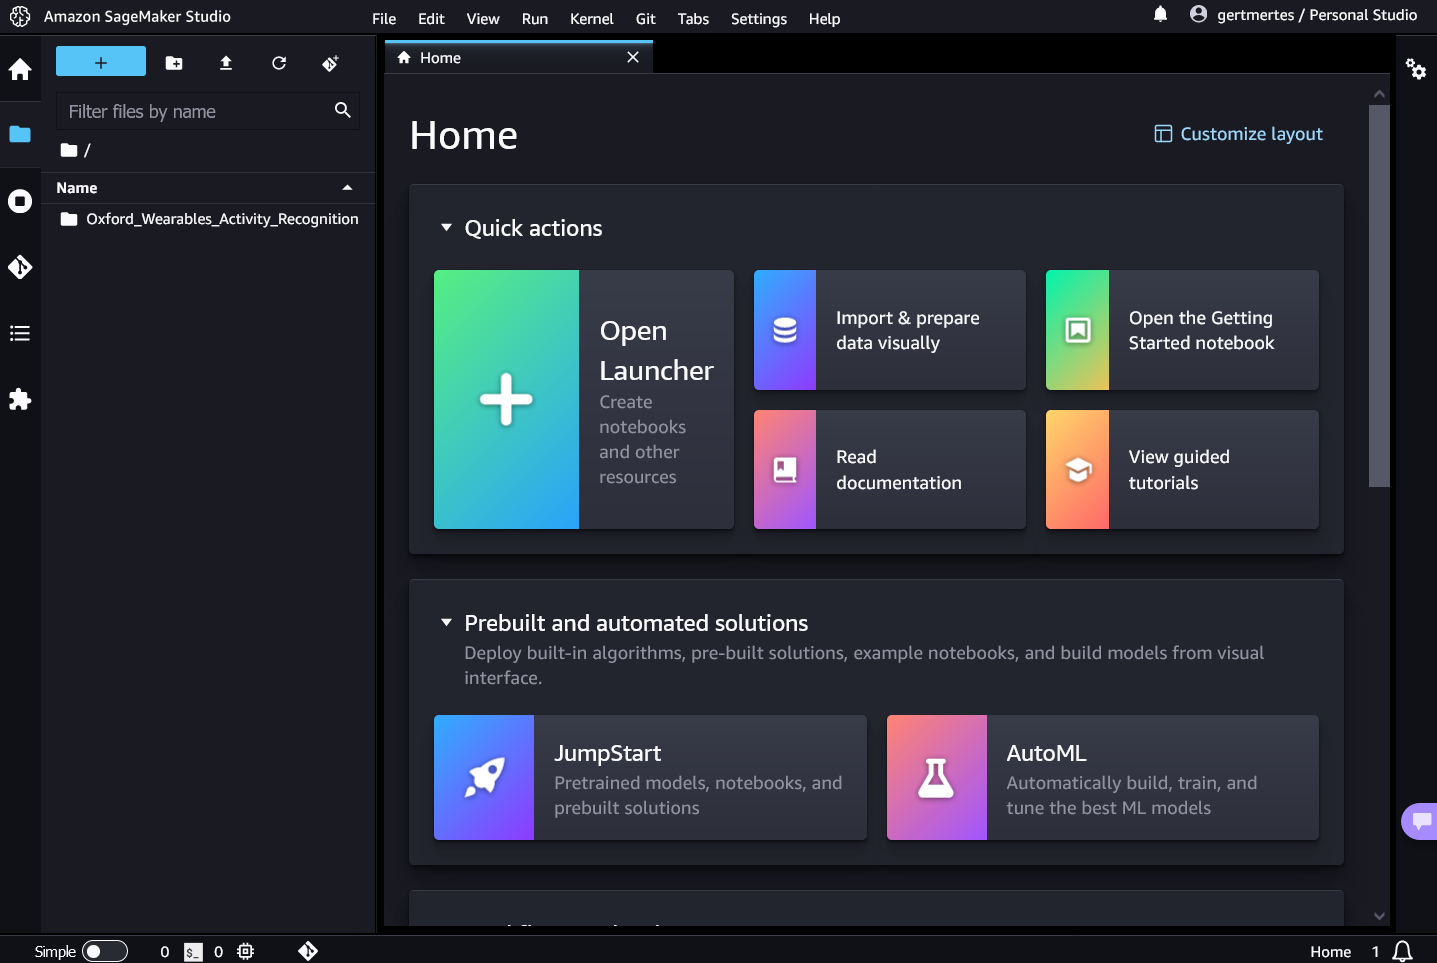 Amazon SageMaker Studio
File Edit View Run Kernel Git Tabs Settings Help
gertmertes / Personal Studio
Filter files by name
/
Name
Oxford_Wearables_Activity_Recognition
Home
Home
Customize layout
Quick actions
Open
Launcher
Create
notebooks
and other
resources
Import & prepare
data visually
Open the Getting
Started notebook
Read
documentation
View guided
tutorials
Prebuilt and automated solutions
Deploy built-in algorithms, pre-built solutions, example notebooks, and build models from visual
interface.
JumpStart
Pretrained models, notebooks, and
prebuilt solutions
AutoML
Automatically build, train, and
tune the best ML models
Simple 0 $_ 0
Home 1